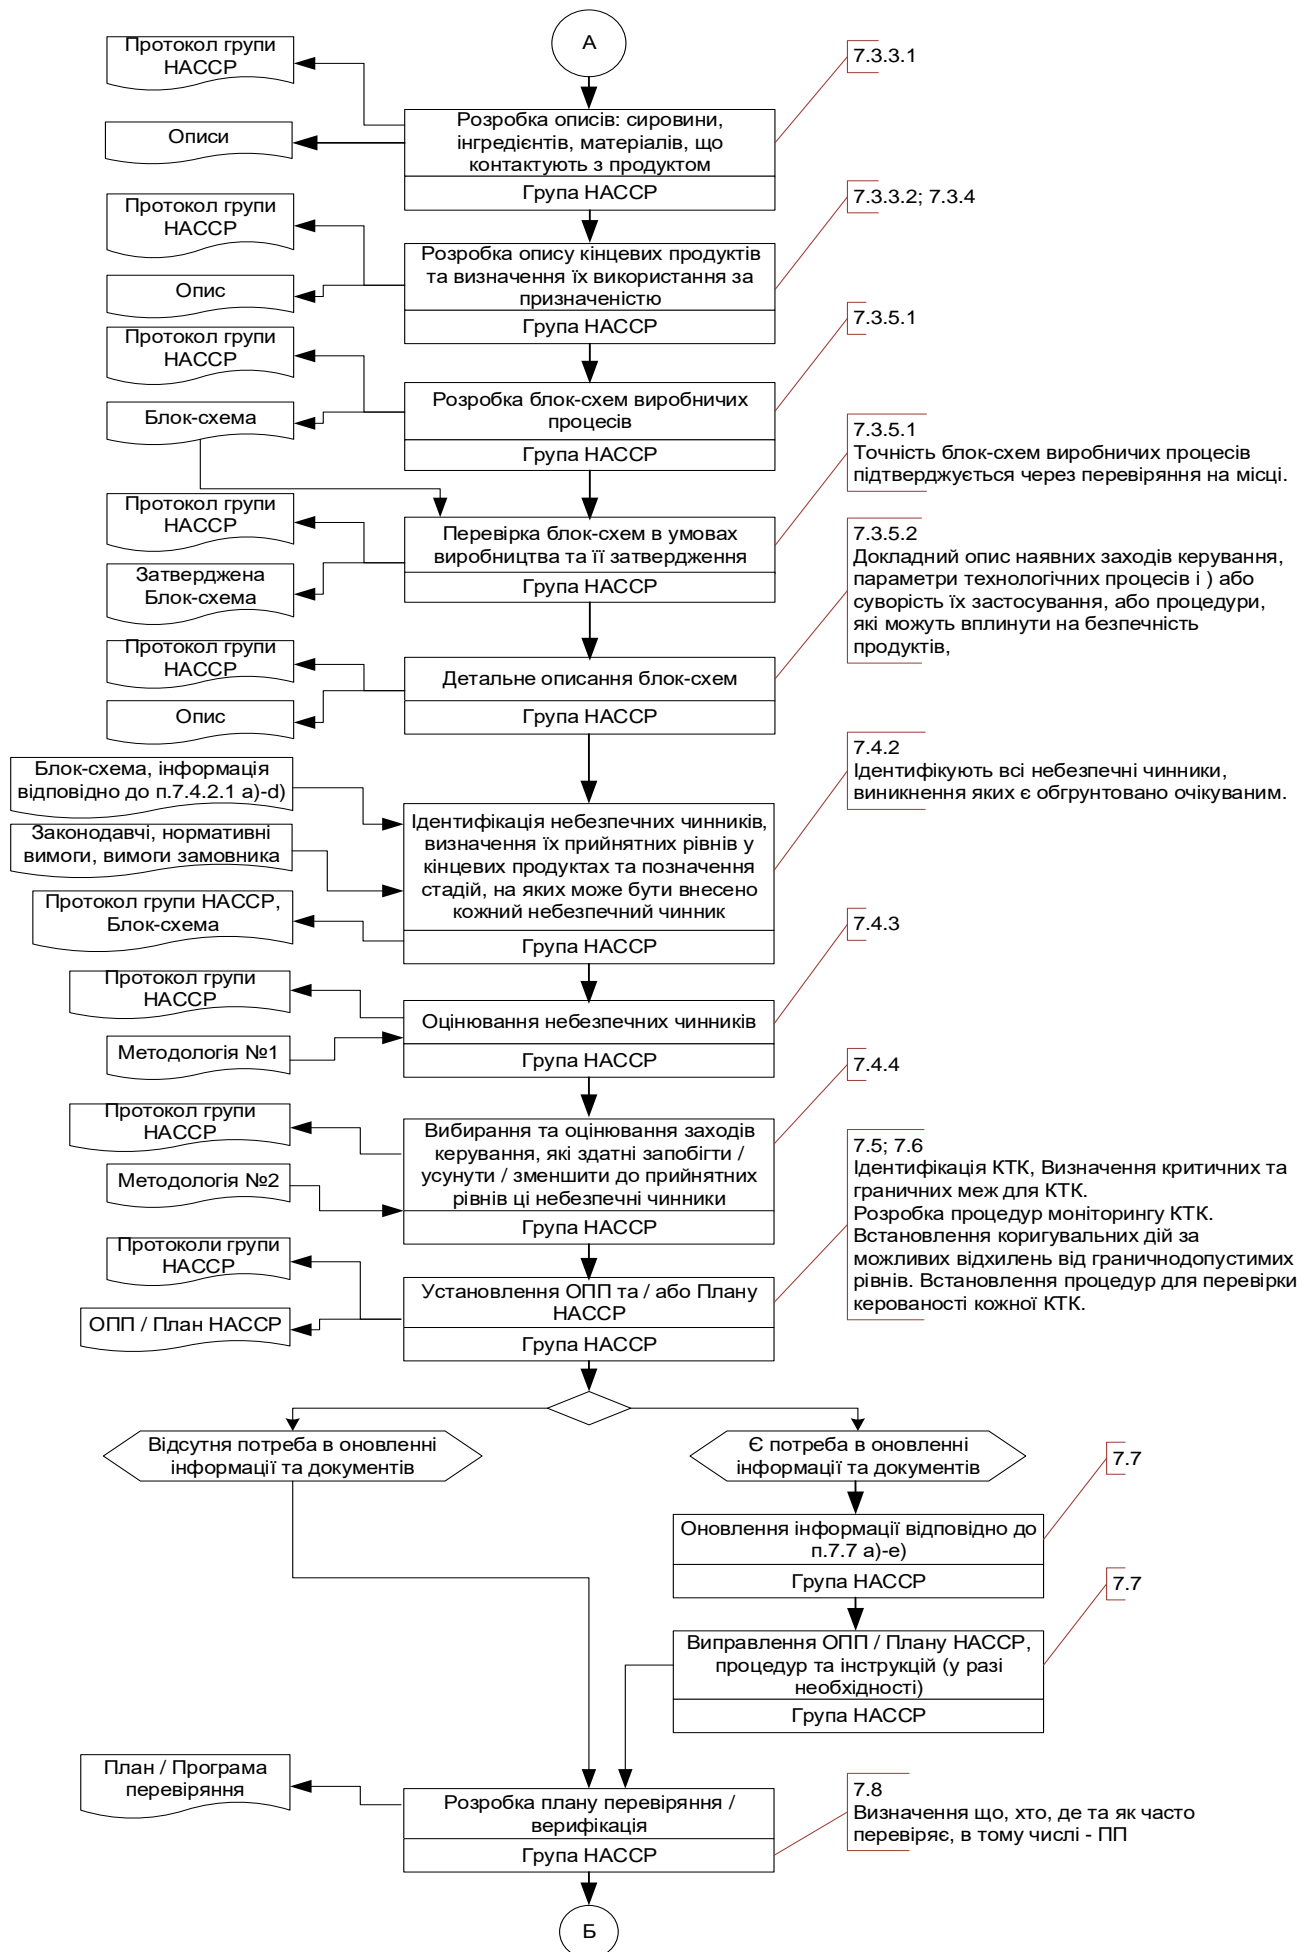 А
Протокол групи
НАССР
Описи
Розробка описів: сировини,
інгредієнтів, матеріалів, що
контактують з продуктом
Група НАССР
7.3.3.1
Протокол групи
НАССР
Опис
Розробка опису кінцевих продуктів
та визначення їх використання за
призначеністю
Група НАССР
7.3.3.2; 7.3.4
Протокол групи
НАССР
Блок-схема
Розробка блок-схем виробничих
процесів
Група НАССР
7.3.5.1
Протокол групи
НАССР
Затверджена
Блок-схема
Перевірка блок-схем в умовах
виробництва та її затвердження
Група НАССР
7.3.5.1
Точність блок-схем виробничих процесів
підтверджується через перевіряння на місці.
Протокол групи
НАССР
Опис
Детальне описання блок-схем
Група НАССР
7.3.5.2
Докладний опис наявних заходів керування,
параметри технологічних процесів і ) або
суворість їх застосування, або процедури,
які можуть вплинути на безпечність
продуктів,
Блок-схема, інформація
відповідно до п.7.4.2.1 a)-d)
Законодавчі, нормативні
вимоги, вимоги замовника
Протокол групи НАССР,
Блок-схема
Ідентифікація небезпечних чинників,
визначення їх прийнятних рівнів у
кінцевих продуктах та позначення
стадій, на яких може бути внесено
кожний небезпечний чинник
Група НАССР
7.4.2
Ідентифікують всі небезпечні чинники,
виникнення яких є обгрунтовано очікуваним.
Протокол групи
НАССР
Методологія №1
Оцінювання небезпечних чинників
Група НАССР
7.4.3
Протокол групи
НАССР
Методологія №2
Вибирання та оцінювання заходів
керування, які здатні запобігти /
усунути / зменшити до прийнятних
рівнів ці небезпечні чинники
Група НАССР
7.4.4
Протоколи групи
НАССР
ОПП / План НАССР
Установлення ОПП та / або Плану
НАССР
Група НАССР
7.5; 7.6
Ідентифікація КТК, Визначення критичних та
граничних меж для КТК.
Розробка процедур моніторингу КТК.
Встановлення коригувальних дій за
можливих відхилень від граничнодопустимих
рівнів. Встановлення процедур для перевірки
керованості кожної КТК.
Відсутня потреба в оновленні
інформації та документів
Є потреба в оновленні
інформації та документів
Оновлення інформації відповідно до
п.7.7 а)-е)
Група НАССР
7.7
Виправлення ОПП / Плану НАССР,
процедур та інструкцій (у разі
необхідності)
Група НАССР
7.7
План / Програма
перевіряння
Розробка плану перевіряння /
верифікація
Група НАССР
7.8
Визначення що, хто, де та як часто
перевіряє, в тому числі - ПП
Б